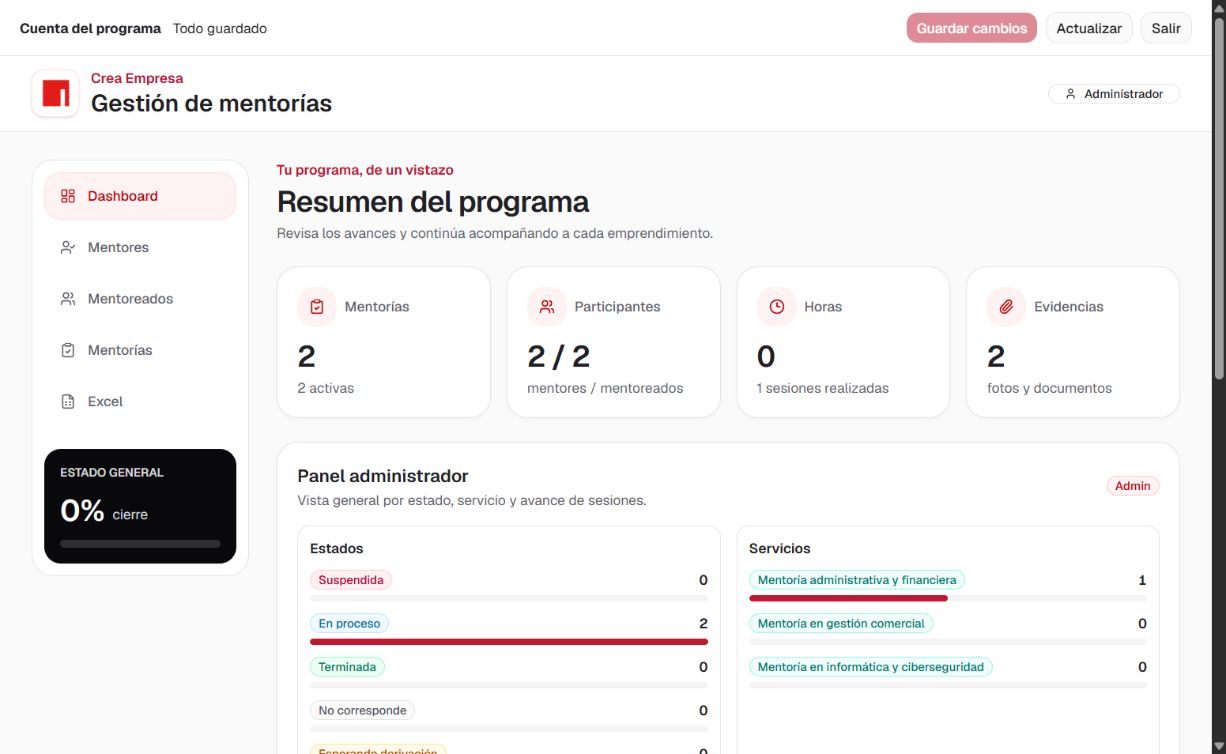 Cuenta del programa Todo guardado Guardar cambios Actualizar Salir
Crea Empresa
Gestión de mentorías
Administrador
Dashboard
Mentores
Mentoreados
Mentorías
Excel
ESTADO GENERAL
0% cierre
Tu programa, de un vistazo
Resumen del programa
Revisa los avances y continúa acompañando a cada emprendimiento.
Mentorías
2
2 activas
Participantes
2 / 2
mentores / mentoreados
Horas
0
1 sesiones realizadas
Evidencias
2
fotos y documentos
Panel administrador
Vista general por estado, servicio y avance de sesiones.
Admin
Estados
Suspendida 0
En proceso 2
Terminada 0
No corresponde 0
Esperando derivación 0
Servicios
Mentoría administrativa y financiera 1
Mentoría en gestión comercial 0
Mentoría en informática y ciberseguridad 0